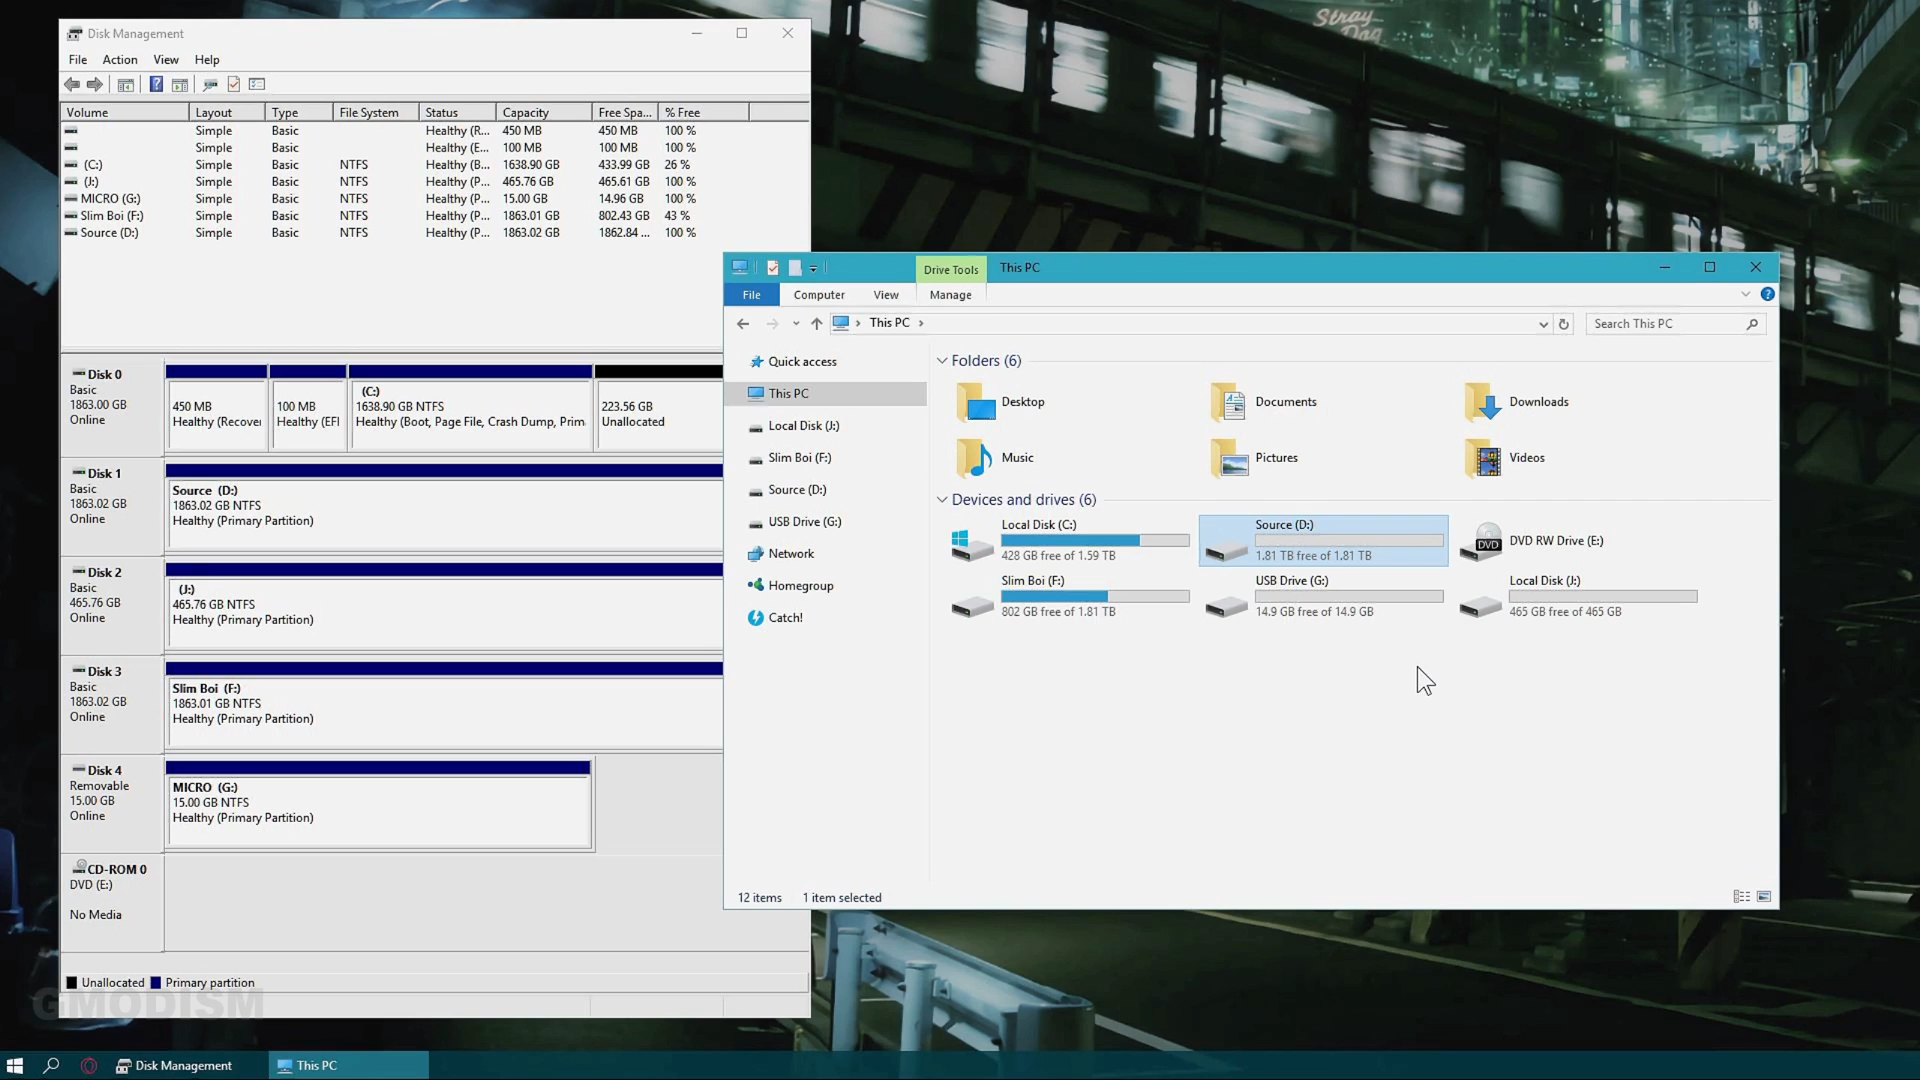 Stray
Dog
Disk Management
File Action View Help
Volume Layout Type File System Status Capacity Free Spa... % Free
Simple Basic Healthy (R... 450 MB 450 MB 100 %
Simple Basic Healthy (E... 100 MB 100 MB 100 %
(C:) Simple Basic NTFS Healthy (B... 1638.90 GB 433.99 GB 26 %
(J:) Simple Basic NTFS Healthy (P... 465.76 GB 465.61 GB 100 %
MICRO (G:) Simple Basic NTFS Healthy (P... 15.00 GB 14.96 GB 100 %
Slim Boi (F:) Simple Basic NTFS Healthy (P... 1863.01 GB 802.43 GB 43 %
Source (D:) Simple Basic NTFS Healthy (P... 1863.02 GB 1862.84 ... 100 %
Disk 0
Basic
1863.00 GB
Online
450 MB
Healthy (Recover
100 MB
Healthy (EFI
(C:)
1638.90 GB NTFS
Healthy (Boot, Page File, Crash Dump, Prim.
223.56 GB
Unallocated
Disk 1
Basic
1863.02 GB
Online
Source (D:)
1863.02 GB NTFS
Healthy (Primary Partition)
Disk 2
Basic
465.76 GB
Online
(J:)
465.76 GB NTFS
Healthy (Primary Partition)
Disk 3
Basic
1863.02 GB
Online
Slim Boi (F:)
1863.01 GB NTFS
Healthy (Primary Partition)
Disk 4
Removable
15.00 GB
Online
MICRO (G:)
15.00 GB NTFS
Healthy (Primary Partition)
CD-ROM 0
DVD (E:)
No Media
Unallocated Primary partition
GMODISM
Drive Tools This PC
File Computer View Manage
This PC
Search This PC
Quick access
This PC
Local Disk (J:)
Slim Boi (F:)
Source (D:)
USB Drive (G:)
Network
Homegroup
Catch!
Folders (6)
Desktop Documents Downloads
Music Pictures Videos
Devices and drives (6)
Local Disk (C:)
428 GB free of 1.59 TB
Source (D:)
1.81 TB free of 1.81 TB
DVD
DVD RW Drive (E:)
Slim Boi (F:)
802 GB free of 1.81 TB
USB Drive (G:)
14.9 GB free of 14.9 GB
Local Disk (J:)
465 GB free of 465 GB
12 items 1 item selected
Disk Management This PC